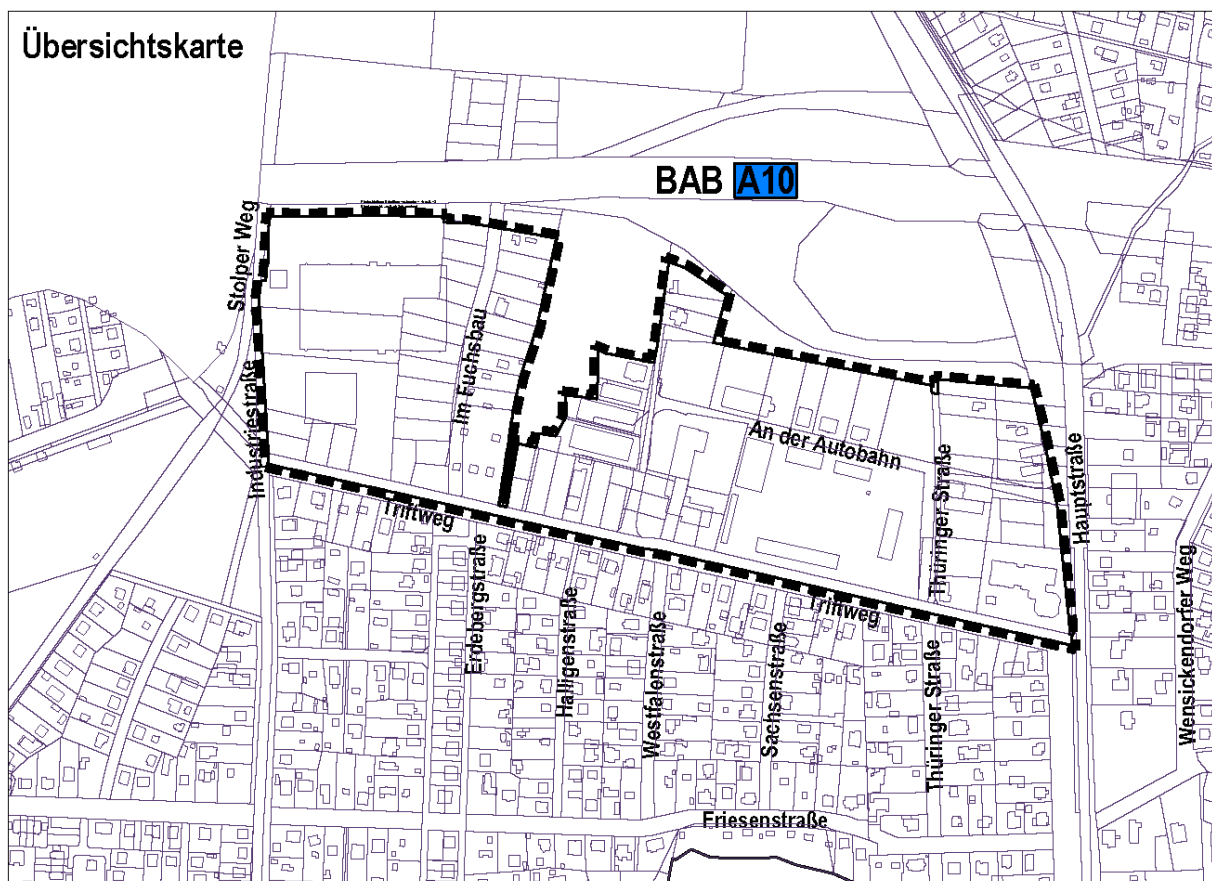 Übersichtskarte
BAB A10
Stolper Weg
Im Fuchsbau
Industriestraße
An der Autobahn
Thüringer Straße
Hauptstraße
Triftweg
Erdebergstraße
Halligenstraße
Westfalenstraße
Sachsenstraße
Triftweg
Thüringer Straße
Wensickendorfer Weg
Friesenstraße